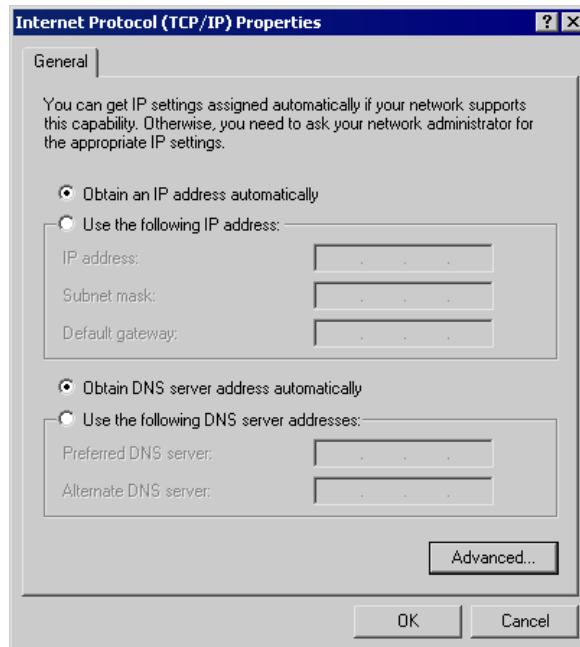 Internet Protocol (TCP/IP) Properties
General
You can get IP settings assigned automatically if your network supports
this capability. Otherwise, you need to ask your network administrator for
the appropriate IP settings.
Obtain an IP address automatically
Use the following IP address:
IP address:
Subnet mask:
Default gateway:
Obtain DNS server address automatically
Use the following DNS server addresses:
Preferred DNS server:
Alternate DNS server:
Advanced...
OK Cancel